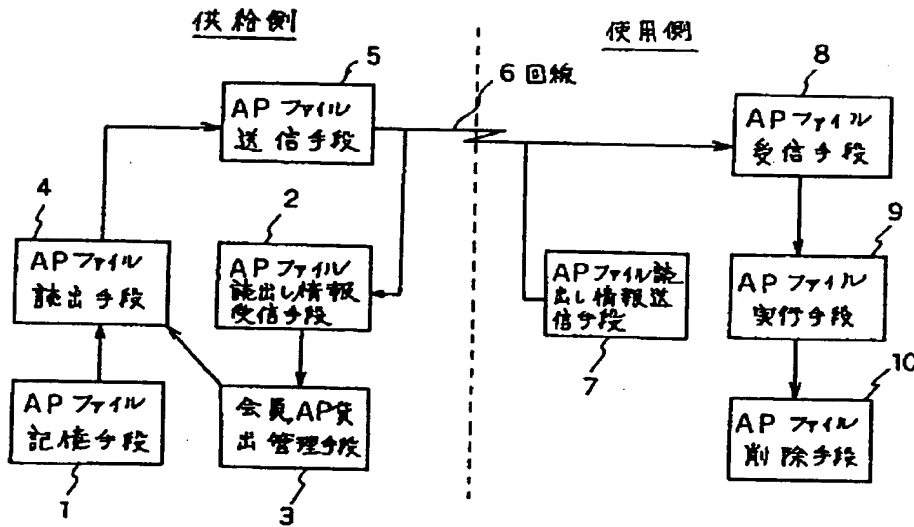 供給側
使用側
5
APファイル
送信手段
6回線
8
APファイル
受信手段
4
APファイル
読出手段
2
APファイル
読出し情報
受信手段
APファイル読
出し情報送
信手段
7
9
APファイル
実行手段
APファイル
記憶手段
1
会員,AP貸
出管理手段
3
10
APファイル
削除手段